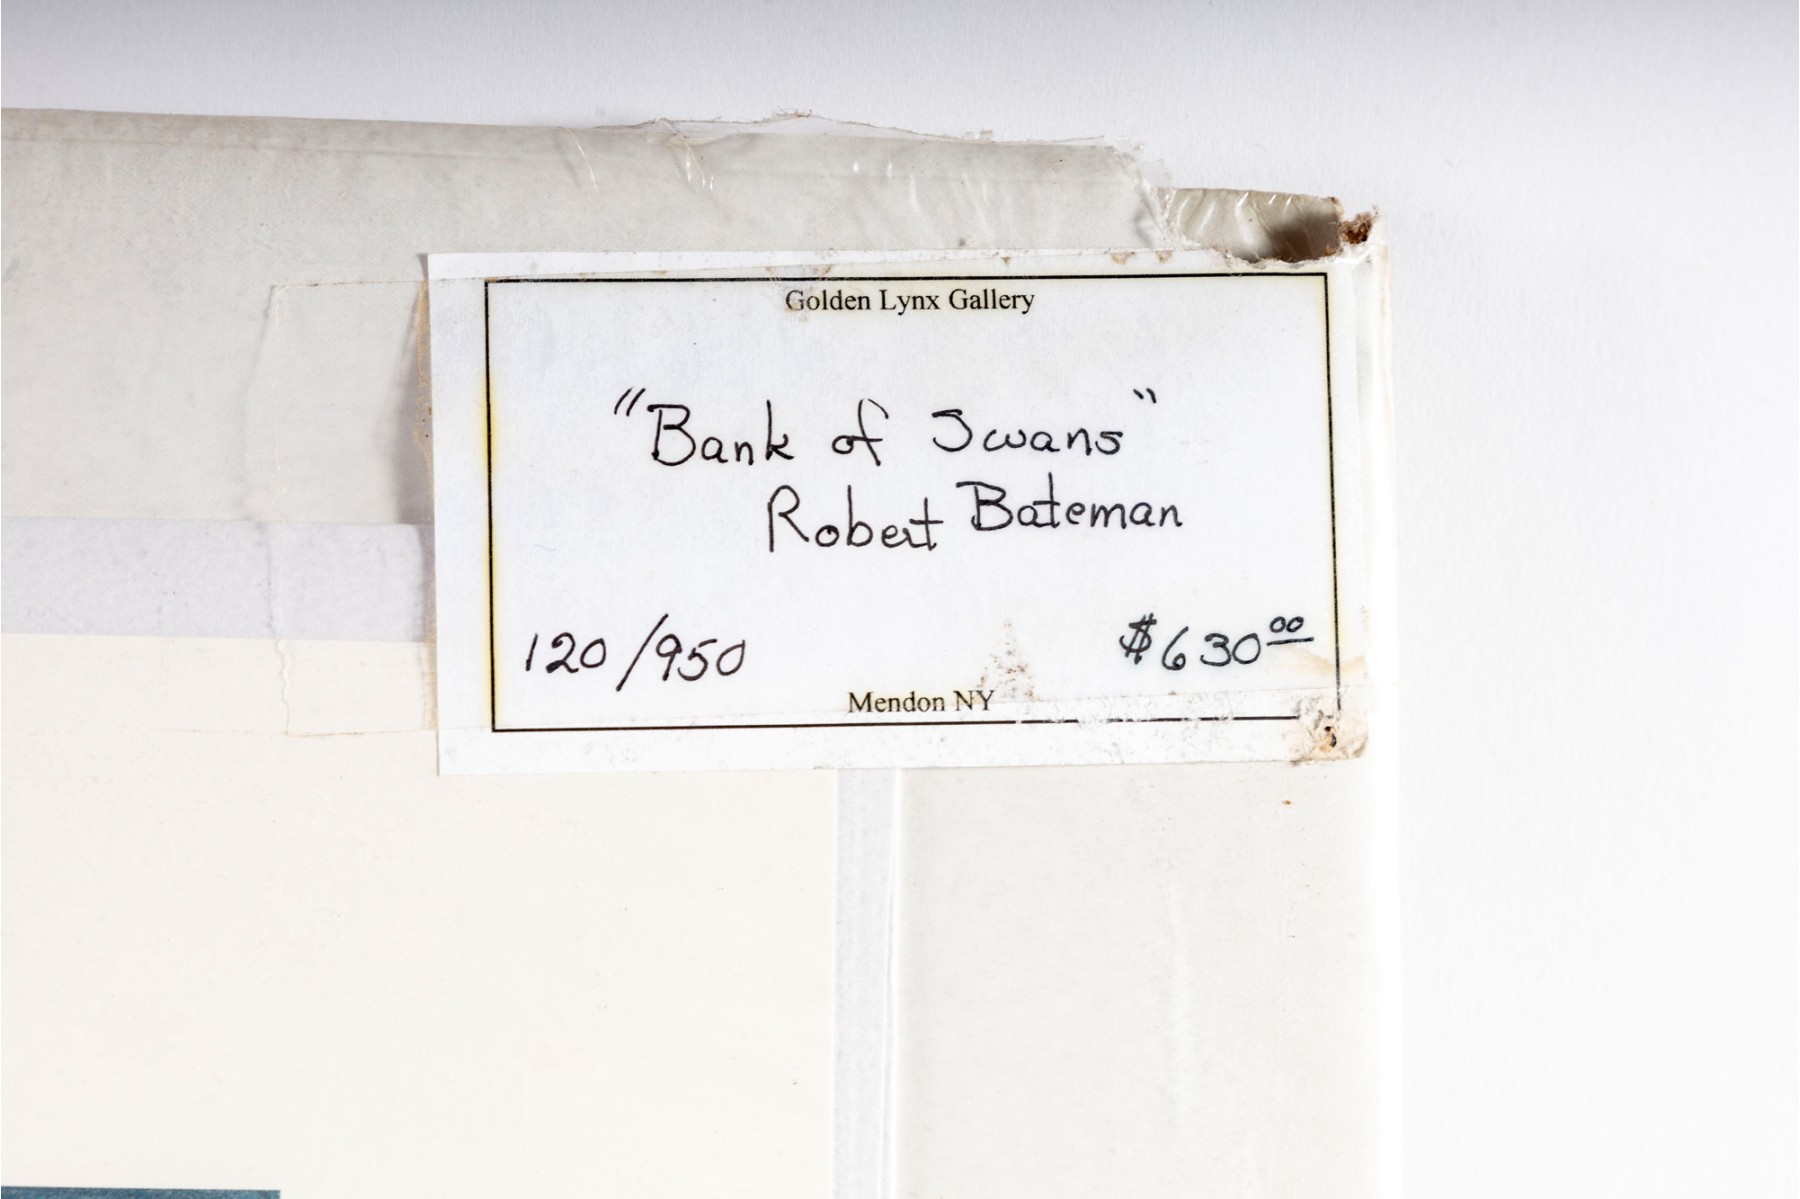 Golden Lynx Gallery
"Bank of Swans"
Robert Bateman
120/950 $630.00
Mendon NY